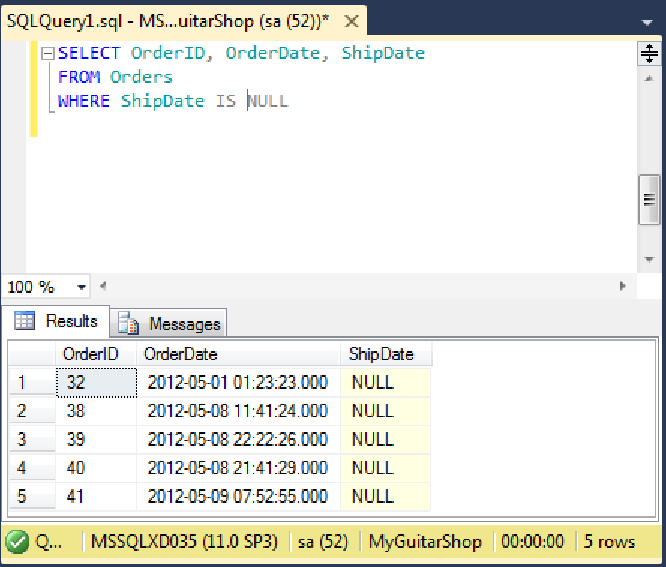 SQLQuery1.sql - MS...uitarShop (sa (52))* X
SELECT OrderID, OrderDate, ShipDate
FROM Orders
WHERE ShipDate IS NULL
100 %
Results Messages
OrderID OrderDate ShipDate
1 32 2012-05-01 01:23:23.000 NULL
2 38 2012-05-08 11:41:24.000 NULL
3 39 2012-05-08 22:22:26.000 NULL
4 40 2012-05-08 21:41:29.000 NULL
5 41 2012-05-09 07:52:55.000 NULL
Q... MSSQLXD035 (11.0 SP3) sa (52) MyGuitarShop 00:00:00 5 rows